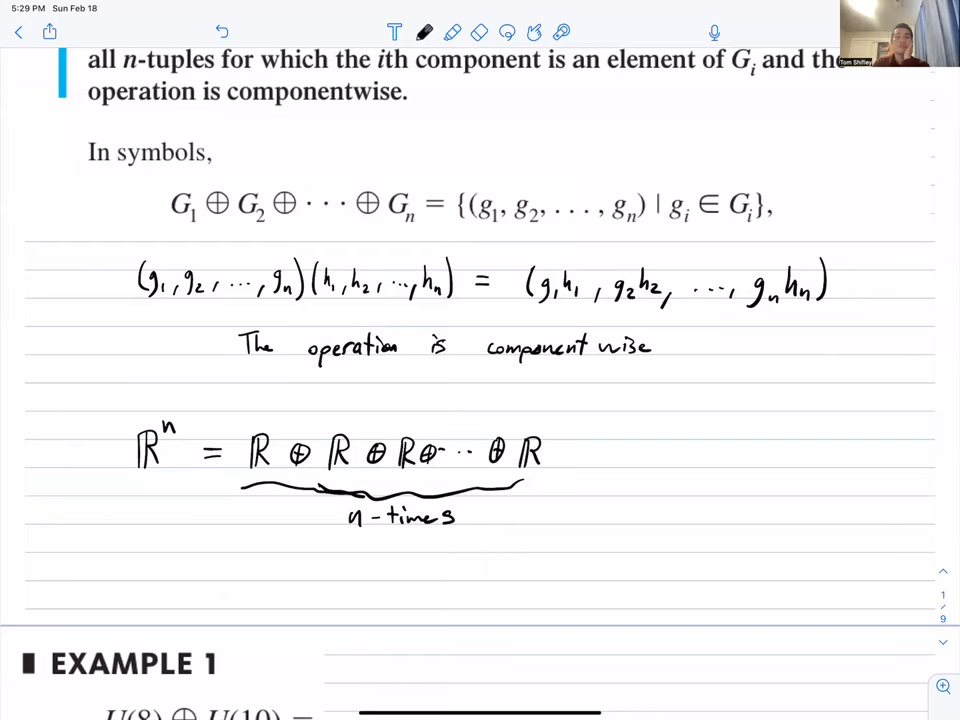 5:29 PM Sun Feb 18
T
Tom Shifley
all n-tuples for which the ith component is an element of Gᵢ and the
operation is componentwise.
In symbols,
G₁ ⊕ G₂ ⊕ · · · ⊕ Gₙ = {(g₁, g₂, . . . , gₙ) | gᵢ ∈ Gᵢ},
(g₁, g₂, ..., gₙ)(h₁, h₂, ..., hₙ) = (g₁h₁, g₂h₂, ..., gₙhₙ)
The operation is componentwise
ℝⁿ = ℝ ⊕ ℝ ⊕ ℝ ⊕ ... ⊕ ℝ
n-times
1
/
9
EXAMPLE 1
U(8) ⊕ U(10) =